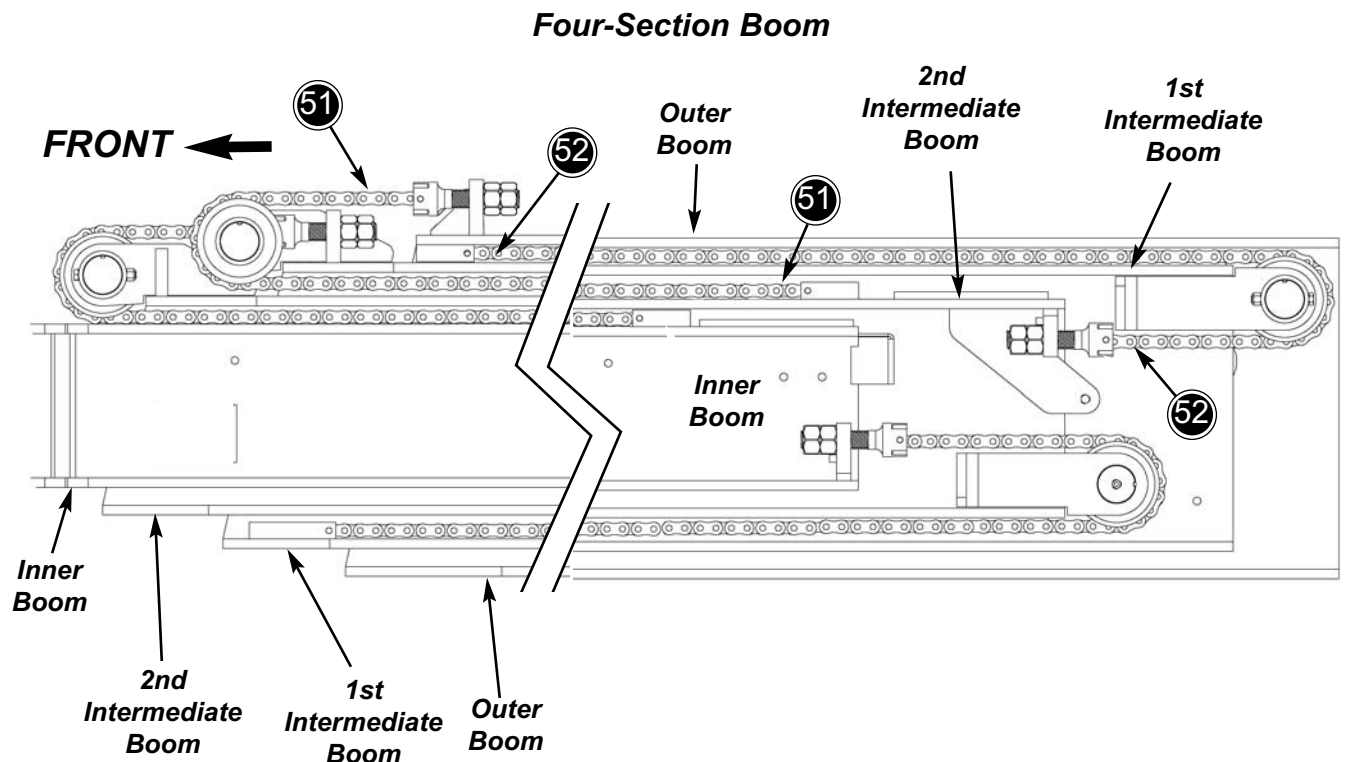 Four-Section Boom
51
FRONT
52
Outer
Boom
2nd
Intermediate
Boom
1st
Intermediate
Boom
51
Inner
Boom
52
Inner
Boom
2nd
Intermediate
Boom
1st
Intermediate
Boom
Outer
Boom